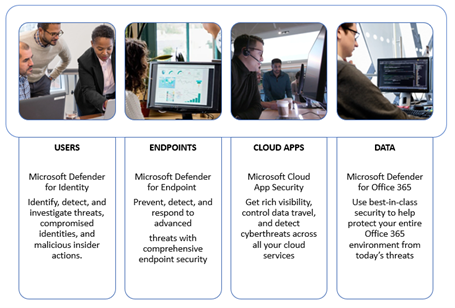 USERS
Microsoft Defender
for Identity
Identify, detect, and
investigate threats,
compromised
identities, and
malicious insider
actions.
ENDPOINTS
Microsoft Defender
for Endpoint
Prevent, detect, and
respond to
advanced
threats with
comprehensive
endpoint security
CLOUD APPS
Microsoft Cloud
App Security
Get rich visibility,
control data travel,
and detect
cyberthreats across
all your cloud
services
DATA
Microsoft Defender
for Office 365
Use best-in-class
security to help
protect your entire
Office 365
environment from
today's threats